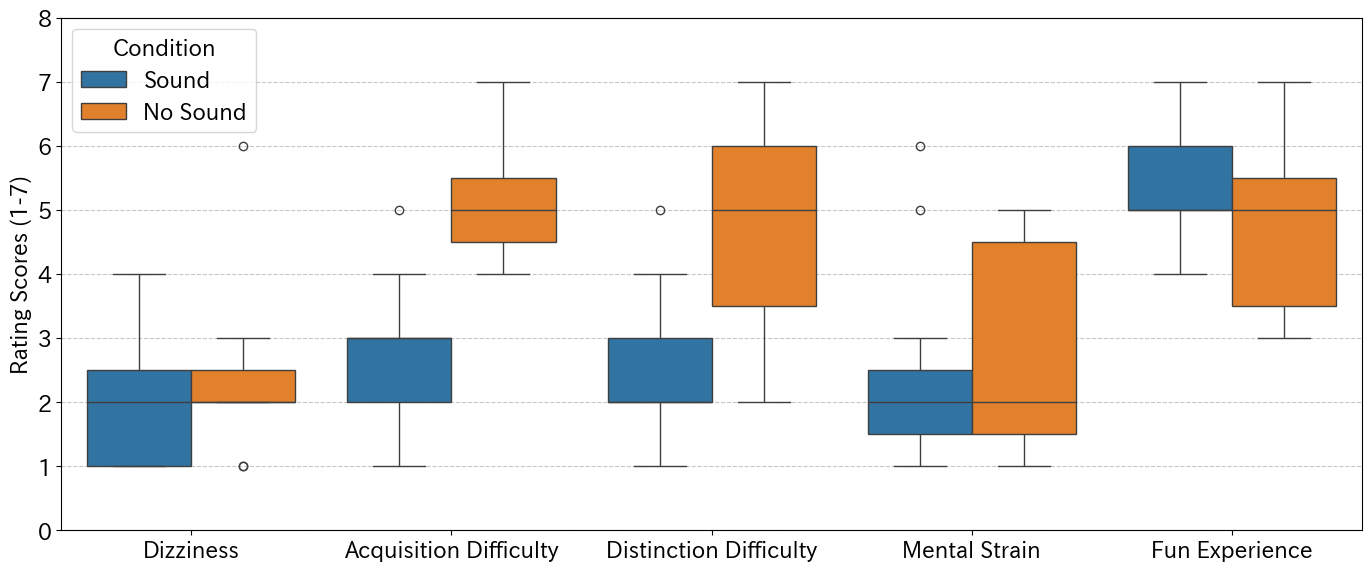 Condition
Sound
No Sound
Rating Scores (1-7)
8
7
6
5
4
3
2
1
0
Dizziness
Acquisition Difficulty
Distinction Difficulty
Mental Strain
Fun Experience